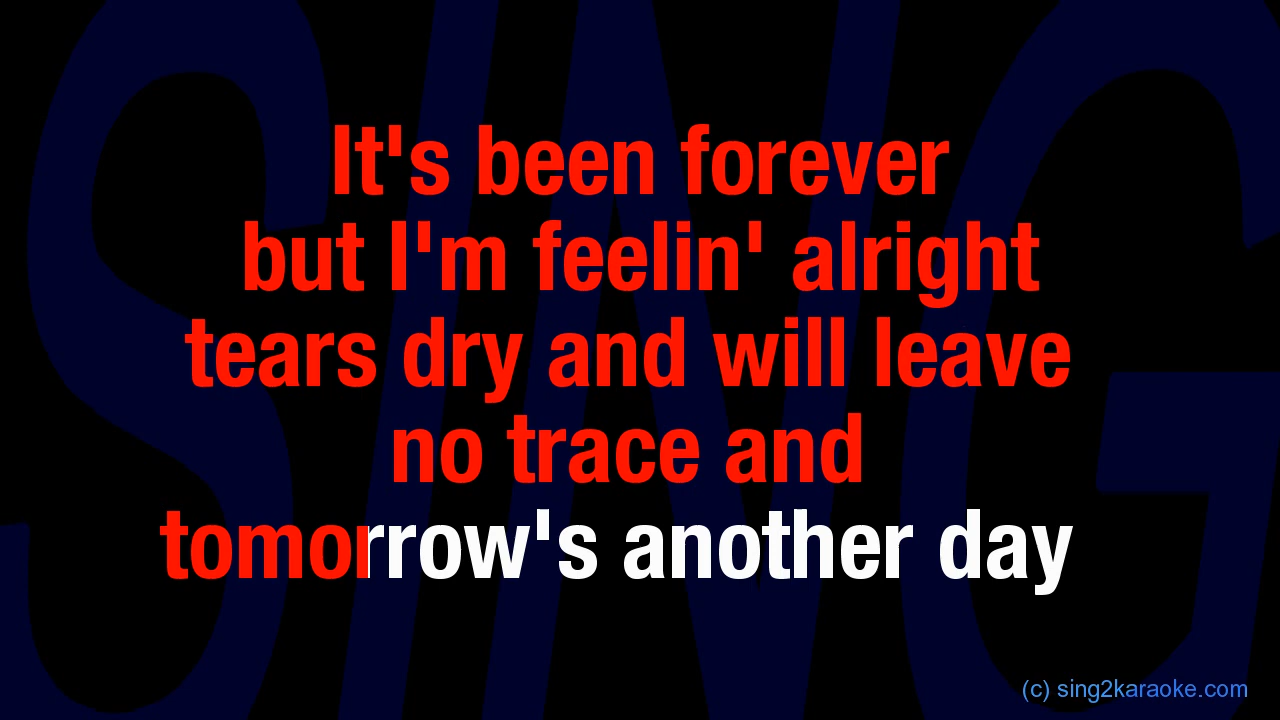 SING
It's been forever
but I'm feelin' alright
tears dry and will leave
no trace and
tomorrow's another day
(c) sing2karaoke.com